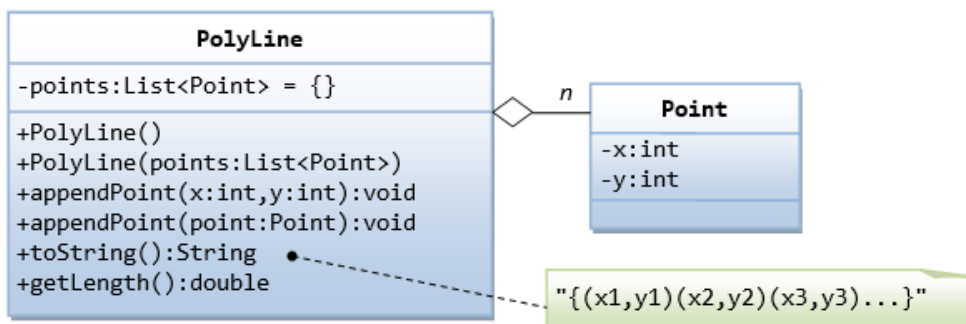 PolyLine
-points:List<Point> = {}
+PolyLine()
+PolyLine(points:List<Point>)
+appendPoint(x:int,y:int):void
+appendPoint(point:Point):void
+toString():String
+getLength():double
n
Point
-x:int
-y:int
"{(x1,y1)(x2,y2)(x3,y3)...}"